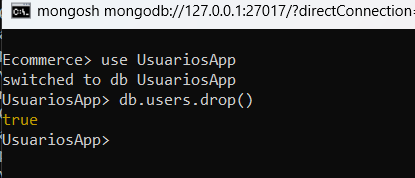 mongosh mongodb://127.0.0.1:27017/?directConnection=
Ecommerce> use UsuariosApp
switched to db UsuariosApp
UsuariosApp> db.users.drop()
true
UsuariosApp>